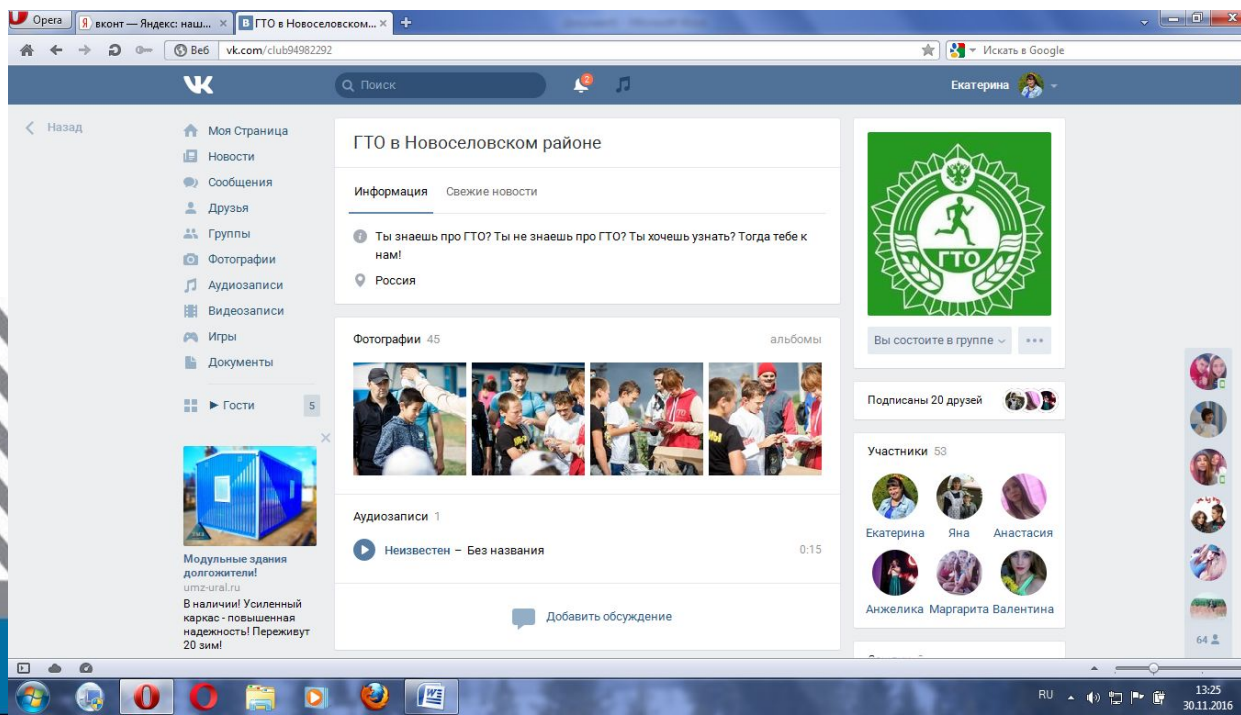 Opera
вконт — Яндекс: наш...
ГТО в Новоселовском...
Веб vk.com/club94982292
Искать в Google
Поиск
2
Екатерина
Назад
Моя Страница
Новости
Сообщения
Друзья
Группы
Фотографии
Аудиозаписи
Видеозаписи
Игры
Документы
Гости 5
Модульные здания
долгожители!
umz-ural.ru
В наличии! Усиленный
каркас - повышенная
надежность! Переживут
20 зим!
ГТО в Новоселовском районе
Информация Свежие новости
Ты знаешь про ГТО? Ты не знаешь про ГТО? Ты хочешь узнать? Тогда тебе к
нам!
Россия
Фотографии 45 альбомы
Аудиозаписи 1
Неизвестен – Без названия 0:15
Добавить обсуждение
ГТО
Вы состоите в группе
Подписаны 20 друзей
Участники 53
Екатерина Яна Анастасия
Анжелика Маргарита Валентина
64
RU
13:25
30.11.2016